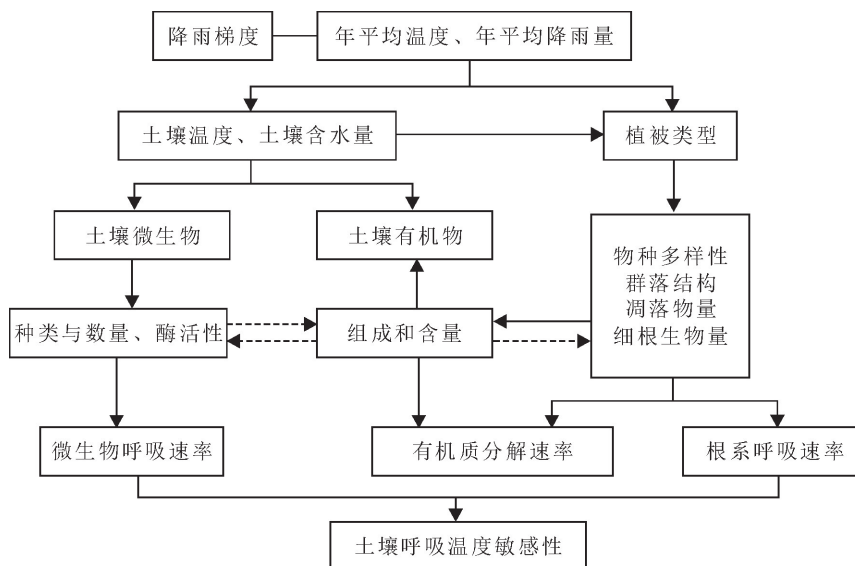 降雨梯度
年平均温度、年平均降雨量
土壤温度、土壤含水量
植被类型
土壤微生物
土壤有机物
物种多样性
群落结构
凋落物量
细根生物量
种类与数量、酶活性
组成和含量
微生物呼吸速率
有机质分解速率
根系呼吸速率
土壤呼吸温度敏感性